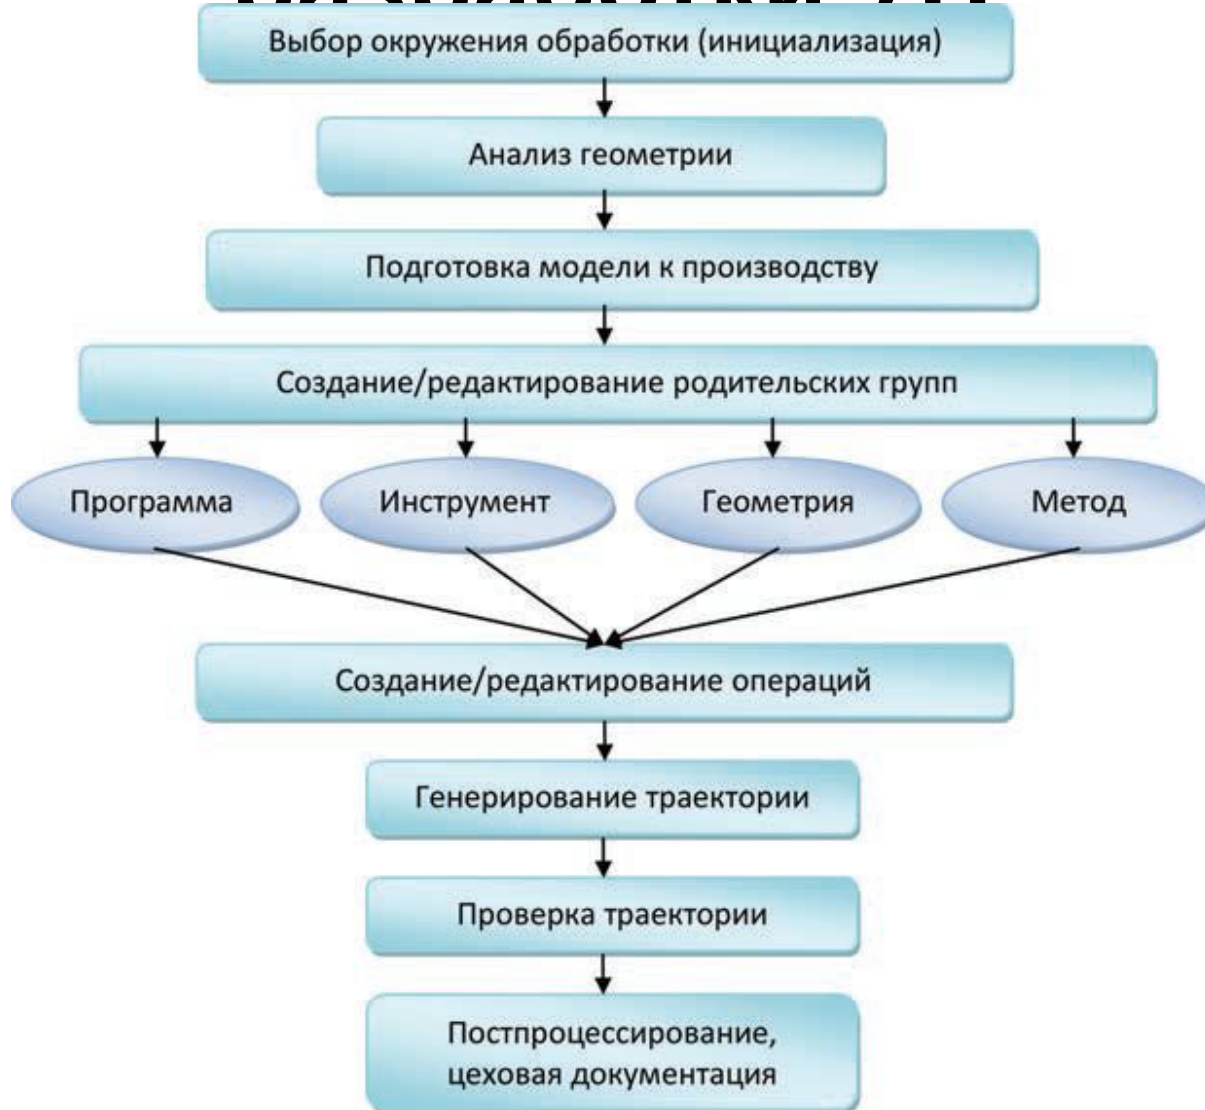 Выбор окружения обработки (инициализация)
Анализ геометрии
Подготовка модели к производству
Создание/редактирование родительских групп
Программа
Инструмент
Геометрия
Метод
Создание/редактирование операций
Генерирование траектории
Проверка траектории
Постпроцессирование,
цеховая документация